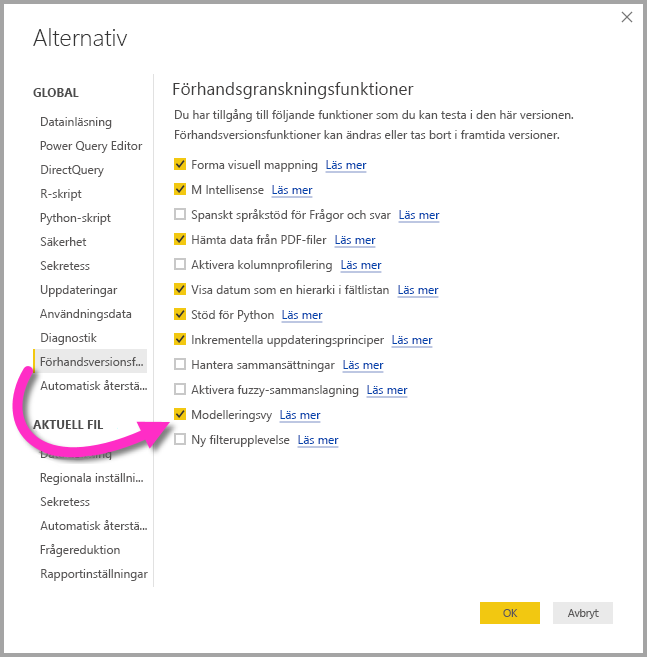 Alternativ
GLOBAL
Datainläsning
Power Query Editor
DirectQuery
R-skript
Python-skript
Säkerhet
Sekretess
Uppdateringar
Användningsdata
Diagnostik
Förhandsversionsf...
Automatisk återstä...
AKTUELL FIL
Regionala inställni...
Sekretess
Automatisk återstä...
Frågereduktion
Rapportinställningar
Förhandsgranskningsfunktioner
Du har tillgång till följande funktioner som du kan testa i den här versionen.
Förhandsversionsfunktioner kan ändras eller tas bort i framtida versioner.
Forma visuell mappning Läs mer
M Intellisense Läs mer
Spanskt språkstöd för Frågor och svar Läs mer
Hämta data från PDF-filer Läs mer
Aktivera kolumnprofilering Läs mer
Visa datum som en hierarki i fältlistan Läs mer
Stöd för Python Läs mer
Inkrementella uppdateringsprinciper Läs mer
Hantera sammansättningar Läs mer
Aktivera fuzzy-sammanslagning Läs mer
Modelleringsvy Läs mer
Ny filterupplevelse Läs mer
OK Avbryt